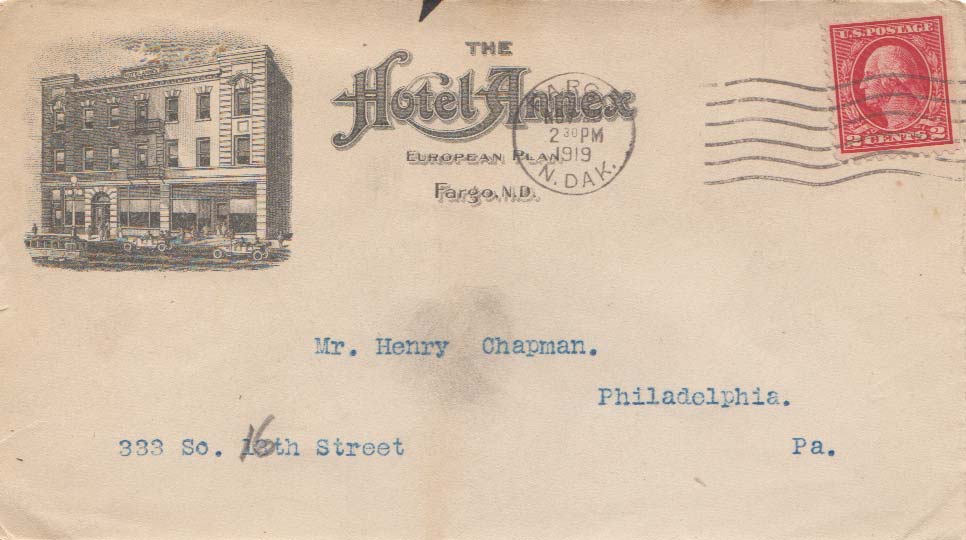 THE
Hotel Annex
EUROPEAN PLAN.
Fargo, N.D.
FARGO
2 30 PM
1919
N. DAK.
U.S. POSTAGE
2 CENTS 2
Mr. Henry Chapman.
Philadelphia.
333 So. 16th Street
Pa.